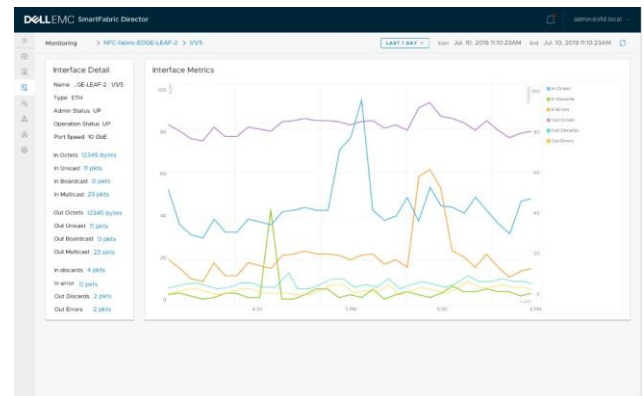 DELLEMC SmartFabric Director
admin@sfd.local
Monitoring > NFC-fabric-EDGE-LEAF-2 > 1/1/5
LAST 1 DAY
Start Jul. 10, 2019 11:10:23AM
End Jul. 10, 2019 11:10:23AM
Interface Detail
Name ...GE-LEAF-2 : 1/1/5
Type ETH
Admin Status UP
Operation Status UP
Port Speed 10 GbE
In Octets 12345 bytes
In Unicast 11 pkts
In Boardcast 0 pkts
In Multicast 23 pkts
Out Octets 12345 bytes
Out Unicast 11 pkts
Out Boardcast 0 pkts
Out Multicast 23 pkts
In discards 4 pkts
In error 0 pkts
Out Discards 2 pkts
Out Errors 2 pkts
Interface Metrics
100
80
60
40
20
0
100
80
60
40
20
0
4:30
5 PM
5:30
6 PM
In Octets
In Discards
In Errors
Out Octets
Out Discards
Out Errors